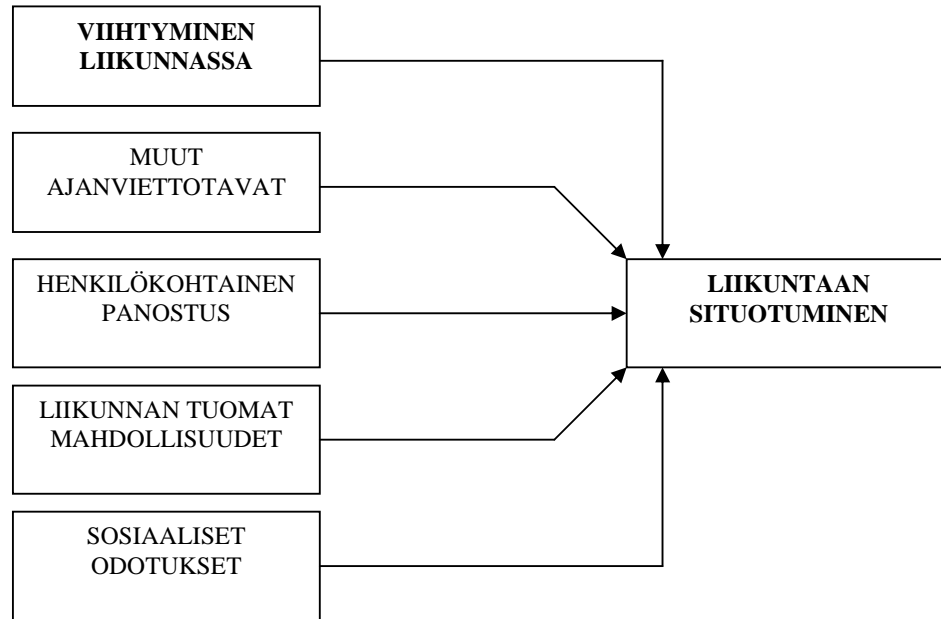 VIIHTYMINEN
LIIKUNNASSA
MUUT
AJANVIETTOTAVAT
HENKILÖKOHTAINEN
PANOSTUS
LIIKUNTAAN
SITUOTUMINEN
LIIKUNNAN TUOMAT
MAHDOLLISUUDET
SOSIAALISET
ODOTUKSET